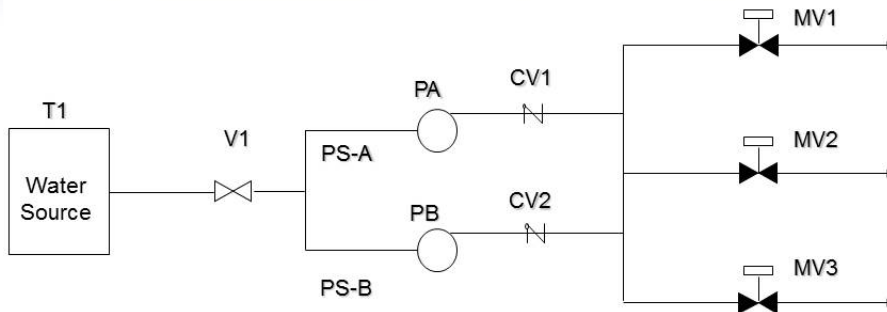 MV1
PA
CV1
T1
V1
PS-A
MV2
Water
Source
PB
CV2
MV3
PS-B